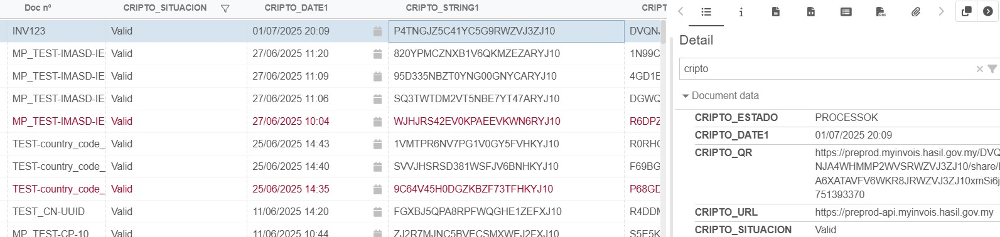 Doc nº CRIPTO_SITUACION CRIPTO_DATE1 CRIPTO_STRING1 CRIPT
INV123 Valid 01/07/2025 20:09 P4TNGJZ5C41YC5G9RWZVJ3ZJ10 DVQNJ
MP_TEST-IMASD-IE Valid 27/06/2025 11:20 820YPMCZNXB1V6QKMZEZARYJ10 1N99C
MP_TEST-IMASD-IE Valid 27/06/2025 11:09 95D335NBZT0YNG00GNYCARYJ10 4GD1E
MP_TEST-IMASD-IE Valid 27/06/2025 11:06 SQ3TWTDM2VT5NBE7YT47ARYJ10 DGWQ
MP_TEST-IMASD-IE Valid 27/06/2025 10:04 WJHJRS42EV0KPAEEVKWN6RYJ10 R6DPZ
TEST-country_code_ Valid 25/06/2025 14:43 1VMTPR6NV7PG1V0GY5FVHKYJ10 R0RH
TEST-country_code_ Valid 25/06/2025 14:40 SVVJHSRSD381WSFJV6BNHKYJ10 F69BG
TEST-country_code_ Valid 25/06/2025 14:35 9C64V45H0DGZKBZF73TFHKYJ10 P68GD
TEST_CN-UUID Valid 11/06/2025 14:20 FGXBJ5QPA8RPFWQGHE1ZEFXJ10 R4DDM
MP_TEST-CP-10 Valid 11/06/2025 10:44 ZJ2R7MJNC5BVECSMXWEJ2FXJ10 S5E5K
Detail
cripto
Document data
CRIPTO_ESTADO PROCESSOK
CRIPTO_DATE1 01/07/2025 20:09
CRIPTO_QR https://preprod.myinvois.hasil.gov.my/DVQ
NJA4WHMMP2WVSRWZVJ3ZJ10/share/
A6XATAVFV6WKR8JRWZVJ3ZJ10xmSi6j
751393370
CRIPTO_URL https://preprod-api.myinvois.hasil.gov.my
CRIPTO_SITUACION Valid